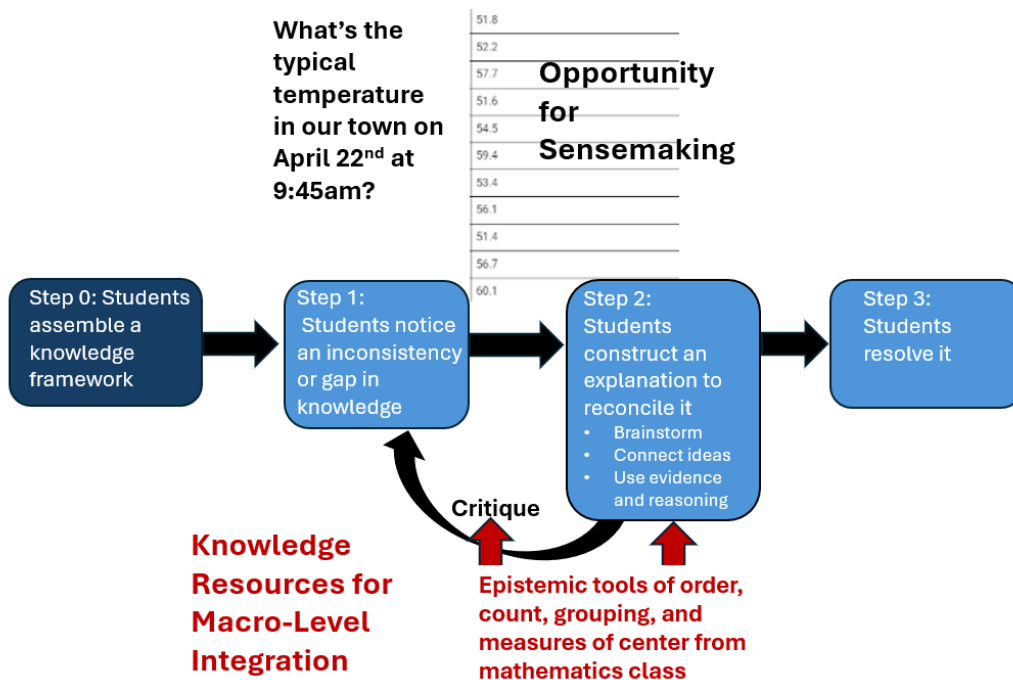 What's the
typical
temperature
in our town on
April 22nd at
9:45am?
51.8
52.2
57.7
51.6
54.5
59.4
53.4
56.1
51.4
56.7
60.1
Opportunity
for
Sensemaking
Step 0: Students
assemble a
knowledge
framework
Step 1:
Students notice
an inconsistency
or gap in
knowledge
Step 2:
Students
construct an
explanation to
reconcile it
• Brainstorm
• Connect ideas
• Use evidence
and reasoning
Step 3:
Students
resolve it
Critique
Knowledge
Resources for
Macro-Level
Integration
Epistemic tools of order,
count, grouping, and
measures of center from
mathematics class